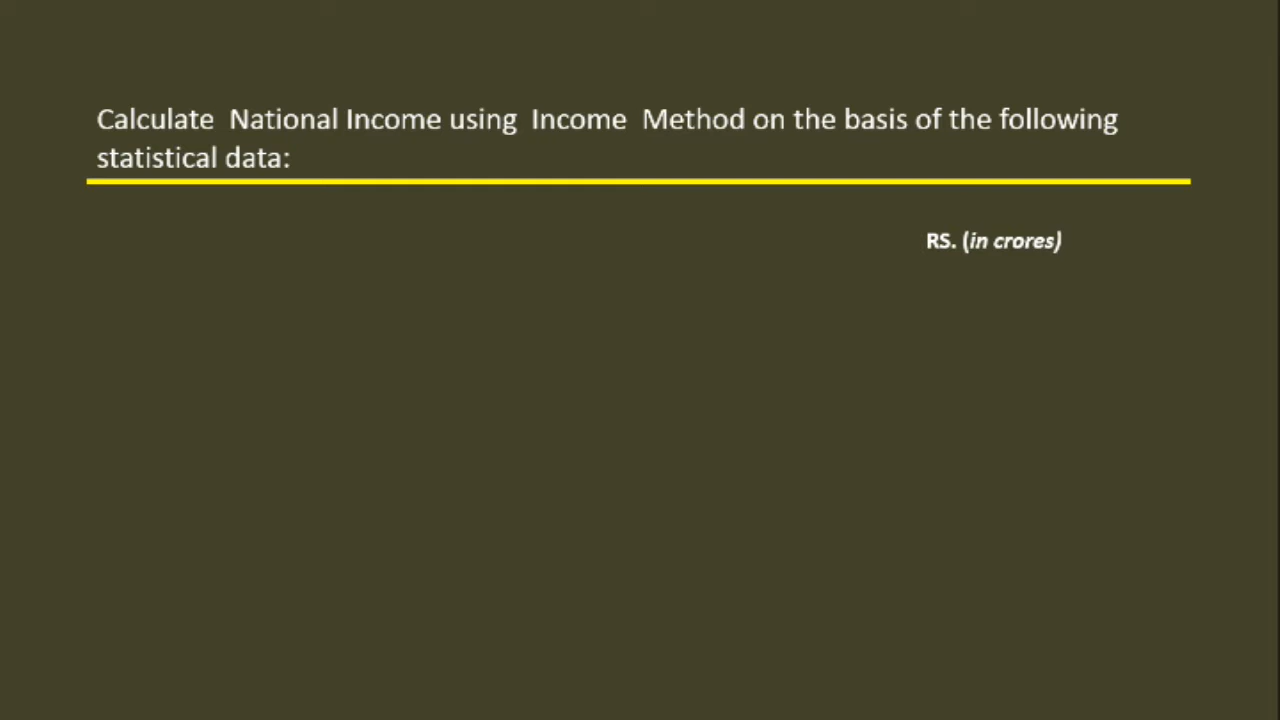 Calculate National Income using Income Method on the basis of the following
statistical data:
RS. (in crores)